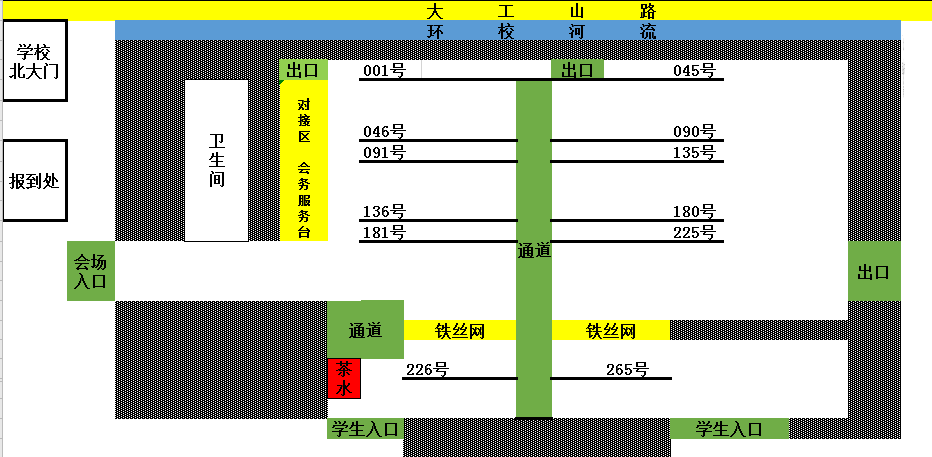 大工山路
环校河流
学校
北大门
出口
001号
出口
045号
对接区 会务服务台
卫生间
046号
090号
091号
135号
报到处
136号
180号
181号
225号
通道
会场
入口
出口
通道
铁丝网
铁丝网
茶水
226号
265号
学生入口
学生入口